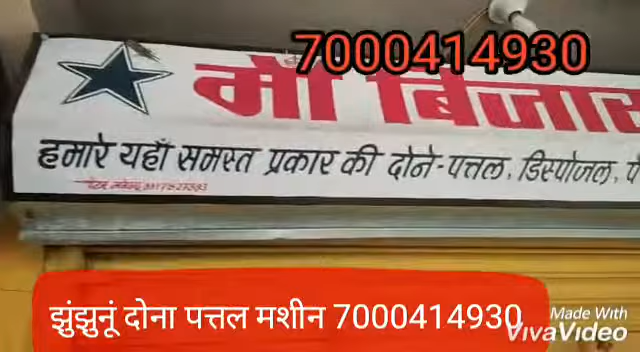 7000414930
माँ बिजास
हमारे यहाँ समस्त प्रकार की दोने-पत्तल, डिस्पोजल,
झुंझुनूं दोना पत्तल मशीन 7000414930
Made With
VivaVideo